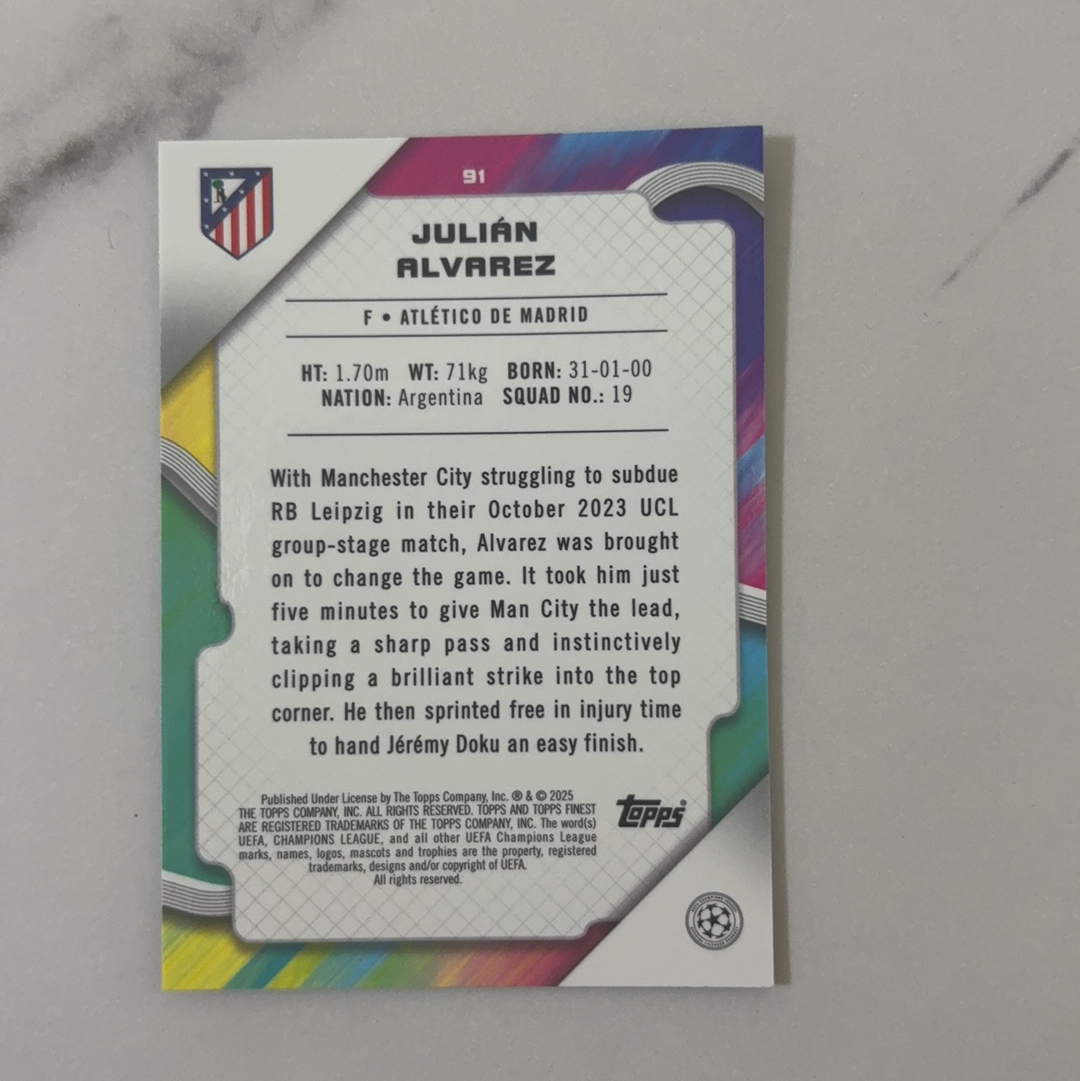 91
JULIÁN
ALVAREZ
F • ATLÉTICO DE MADRID
HT: 1.70m WT: 71kg BORN: 31-01-00
NATION: Argentina SQUAD NO.: 19
With Manchester City struggling to subdue
RB Leipzig in their October 2023 UCL
group-stage match, Alvarez was brought
on to change the game. It took him just
five minutes to give Man City the lead,
taking a sharp pass and instinctively
clipping a brilliant strike into the top
corner. He then sprinted free in injury time
to hand Jérémy Doku an easy finish.
Published Under License by The Topps Company, Inc. ® & © 2025
THE TOPPS COMPANY, INC. ALL RIGHTS RESERVED. TOPPS AND TOPPS FINEST
ARE REGISTERED TRADEMARKS OF THE TOPPS COMPANY, INC. The word(s)
UEFA, CHAMPIONS LEAGUE, and all other UEFA Champions League
marks, names, logos, mascots and trophies are the property, registered
trademarks, designs and/or copyright of UEFA.
All rights reserved.
topps